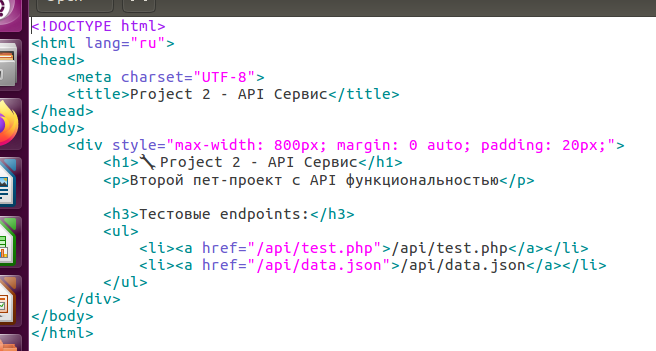 <!DOCTYPE html>
<html lang="ru">
<head>
    <meta charset="UTF-8">
    <title>Project 2 - API Сервис</title>
</head>
<body>
    <div style="max-width: 800px; margin: 0 auto; padding: 20px;">
        <h1>🔧 Project 2 - API Сервис</h1>
        <p>Второй пет-проект с API функциональностью</p>

        <h3>Тестовые endpoints:</h3>
        <ul>
            <li><a href="/api/test.php">/api/test.php</a></li>
            <li><a href="/api/data.json">/api/data.json</a></li>
        </ul>
    </div>
</body>
</html>